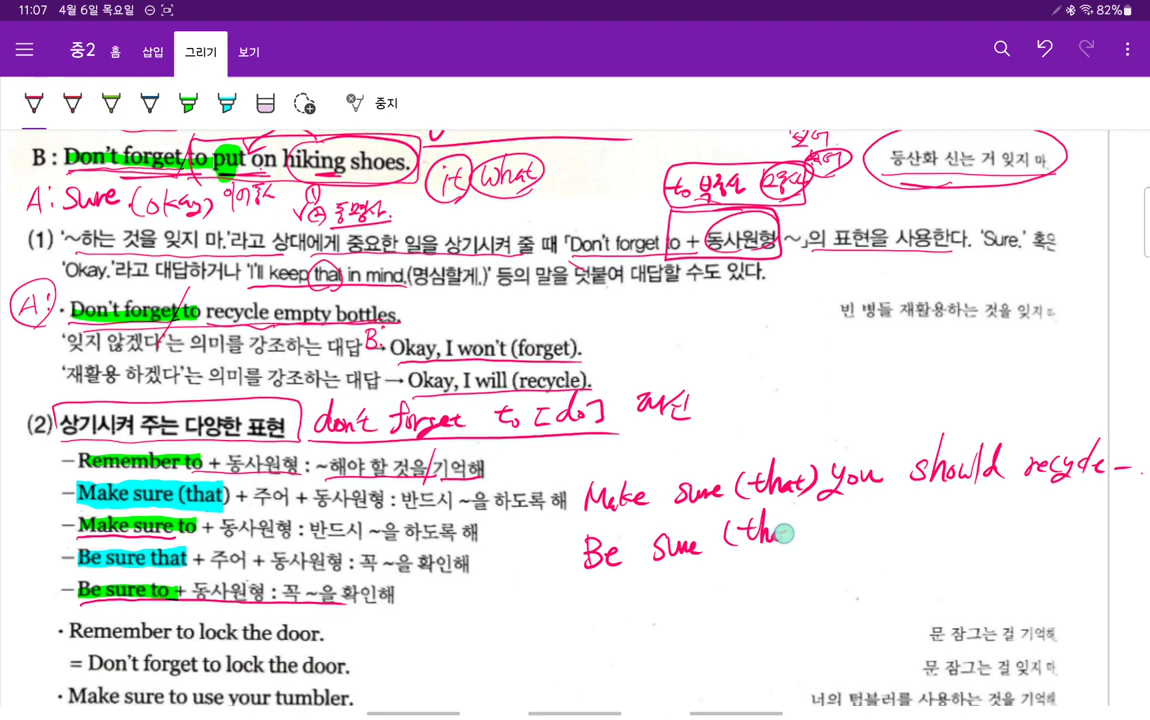 11:07 4월 6일 목요일 82%
중2 홈 삽입 그리기 보기
중지
B : Don't forget to put on hiking shoes. it what to 부정사 등산화 신는 거 잊지 마.
A: Sure. (okay) ① ② 동명사.
(1) '~하는 것을 잊지 마.'라고 상대에게 중요한 일을 상기시켜 줄 때 「Don't forget to + 동사원형 ~」의 표현을 사용한다. 'Sure.' 혹은
'Okay.'라고 대답하거나 'I'll keep that in mind.(명심할게.)' 등의 말을 덧붙여 대답할 수도 있다.
A: · Don't forget to recycle empty bottles. 빈 병들 재활용하는 것을 잊지 마
'잊지 않겠다'는 의미를 강조하는 대답 B: → Okay, I won't (forget).
'재활용 하겠다'는 의미를 강조하는 대답 → Okay, I will (recycle).
(2) 상기시켜 주는 다양한 표현 don't forget to [do]
– Remember to + 동사원형 : ~해야 할 것을 기억해
– Make sure (that) + 주어 + 동사원형 : 반드시 ~을 하도록 해 Make sure (that) you should recycle –.
– Make sure to + 동사원형 : 반드시 ~을 하도록 해
– Be sure that + 주어 + 동사원형 : 꼭 ~을 확인해 Be sure (tha
– Be sure to + 동사원형 : 꼭 ~을 확인해
· Remember to lock the door. 문 잠그는 걸 기억해
= Don't forget to lock the door. 문 잠그는 걸 잊지 마
· Make sure to use your tumbler. 너의 텀블러를 사용하는 것을 기억해